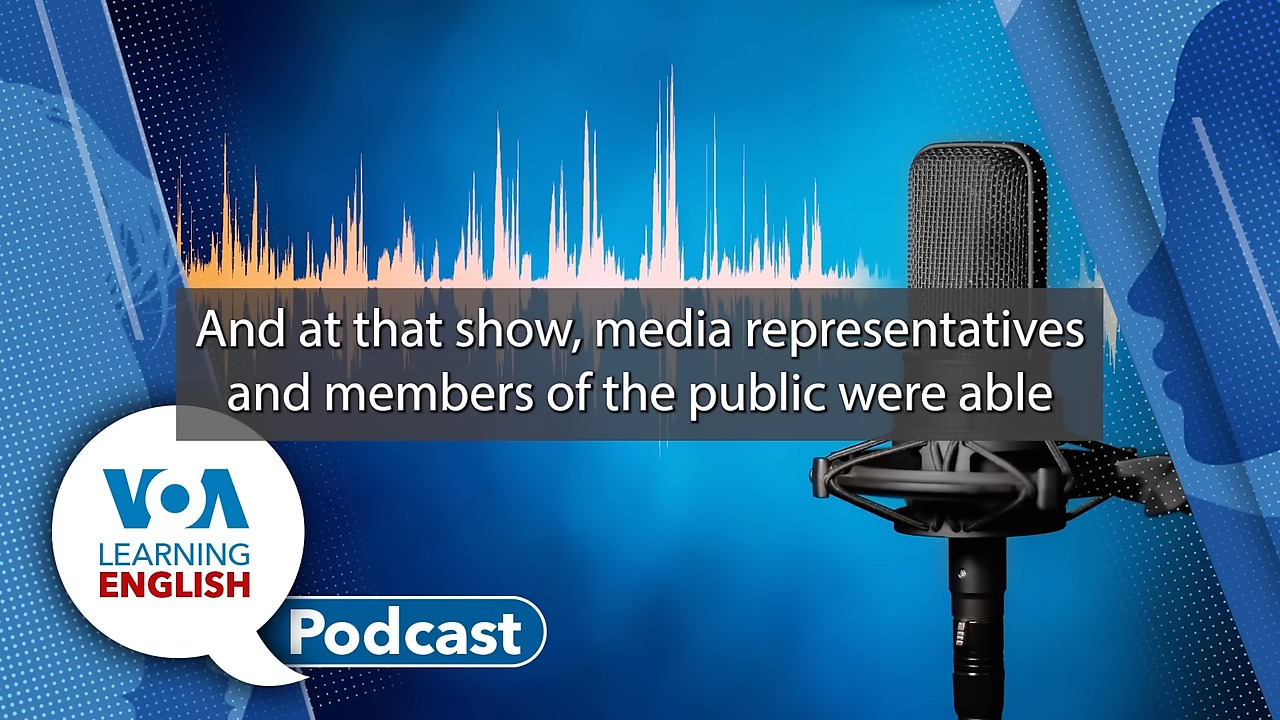 And at that show, media representatives
and members of the public were able
VOA
LEARNING
ENGLISH
Podcast